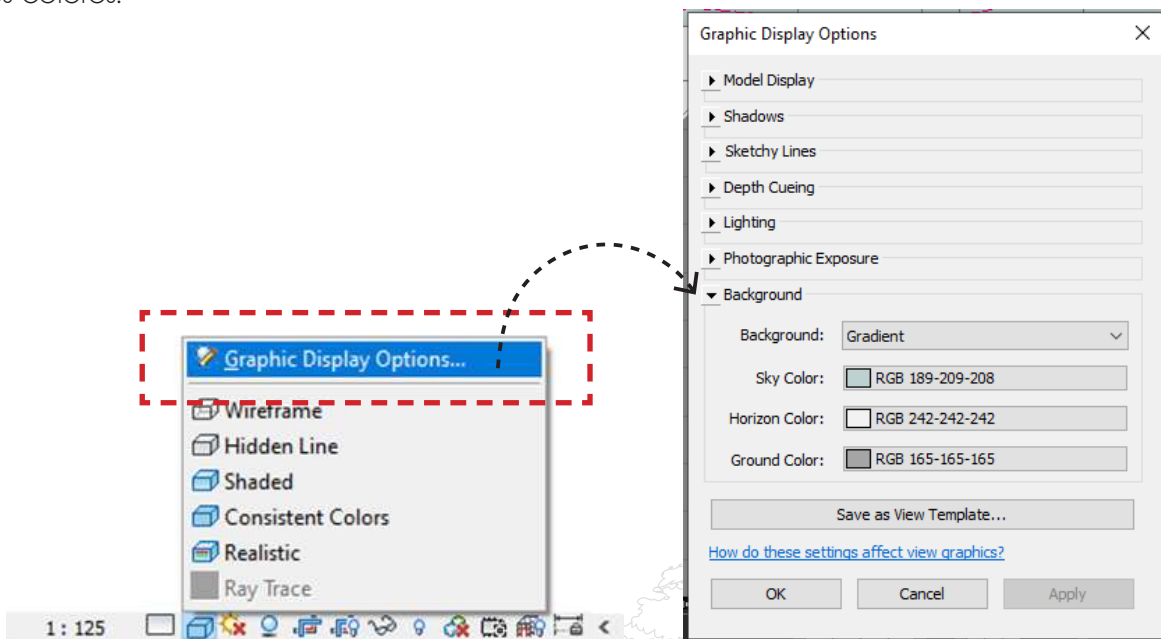 Graphic Display Options
Model Display
Shadows
Sketchy Lines
Depth Cueing
Lighting
Photographic Exposure
Background
Background: Gradient
Sky Color: RGB 189-209-208
Horizon Color: RGB 242-242-242
Ground Color: RGB 165-165-165
Save as View Template...
How do these settings affect view graphics?
OK Cancel Apply
Graphic Display Options...
Wireframe
Hidden Line
Shaded
Consistent Colors
Realistic
Ray Trace
1 : 125